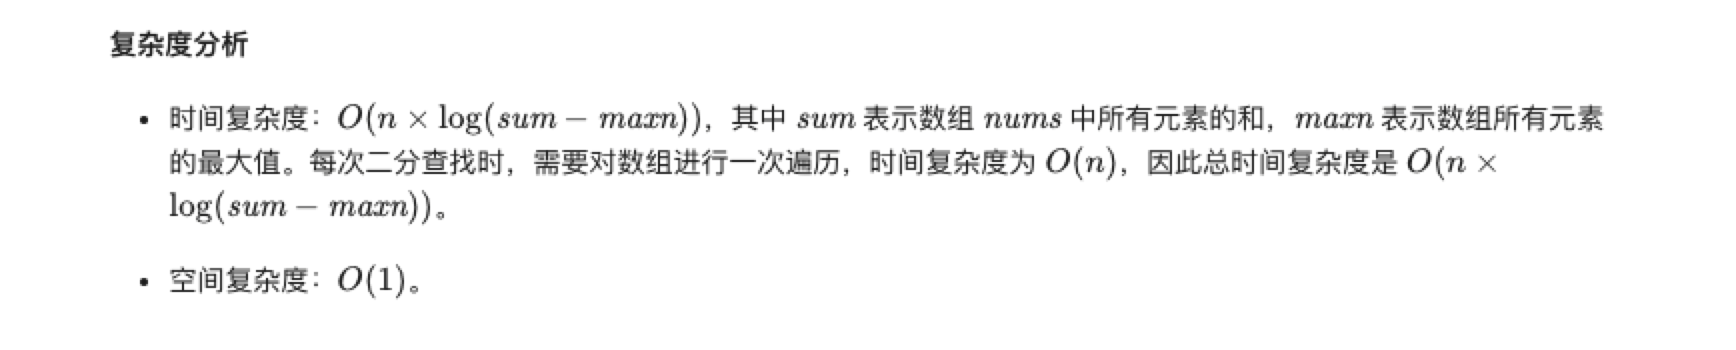 复杂度分析
• 时间复杂度：O(n × log(sum − maxn))，其中 sum 表示数组 nums 中所有元素的和，maxn 表示数组所有元素
的最大值。每次二分查找时，需要对数组进行一次遍历，时间复杂度为 O(n)，因此总时间复杂度是 O(n ×
log(sum − maxn))。
• 空间复杂度：O(1)。